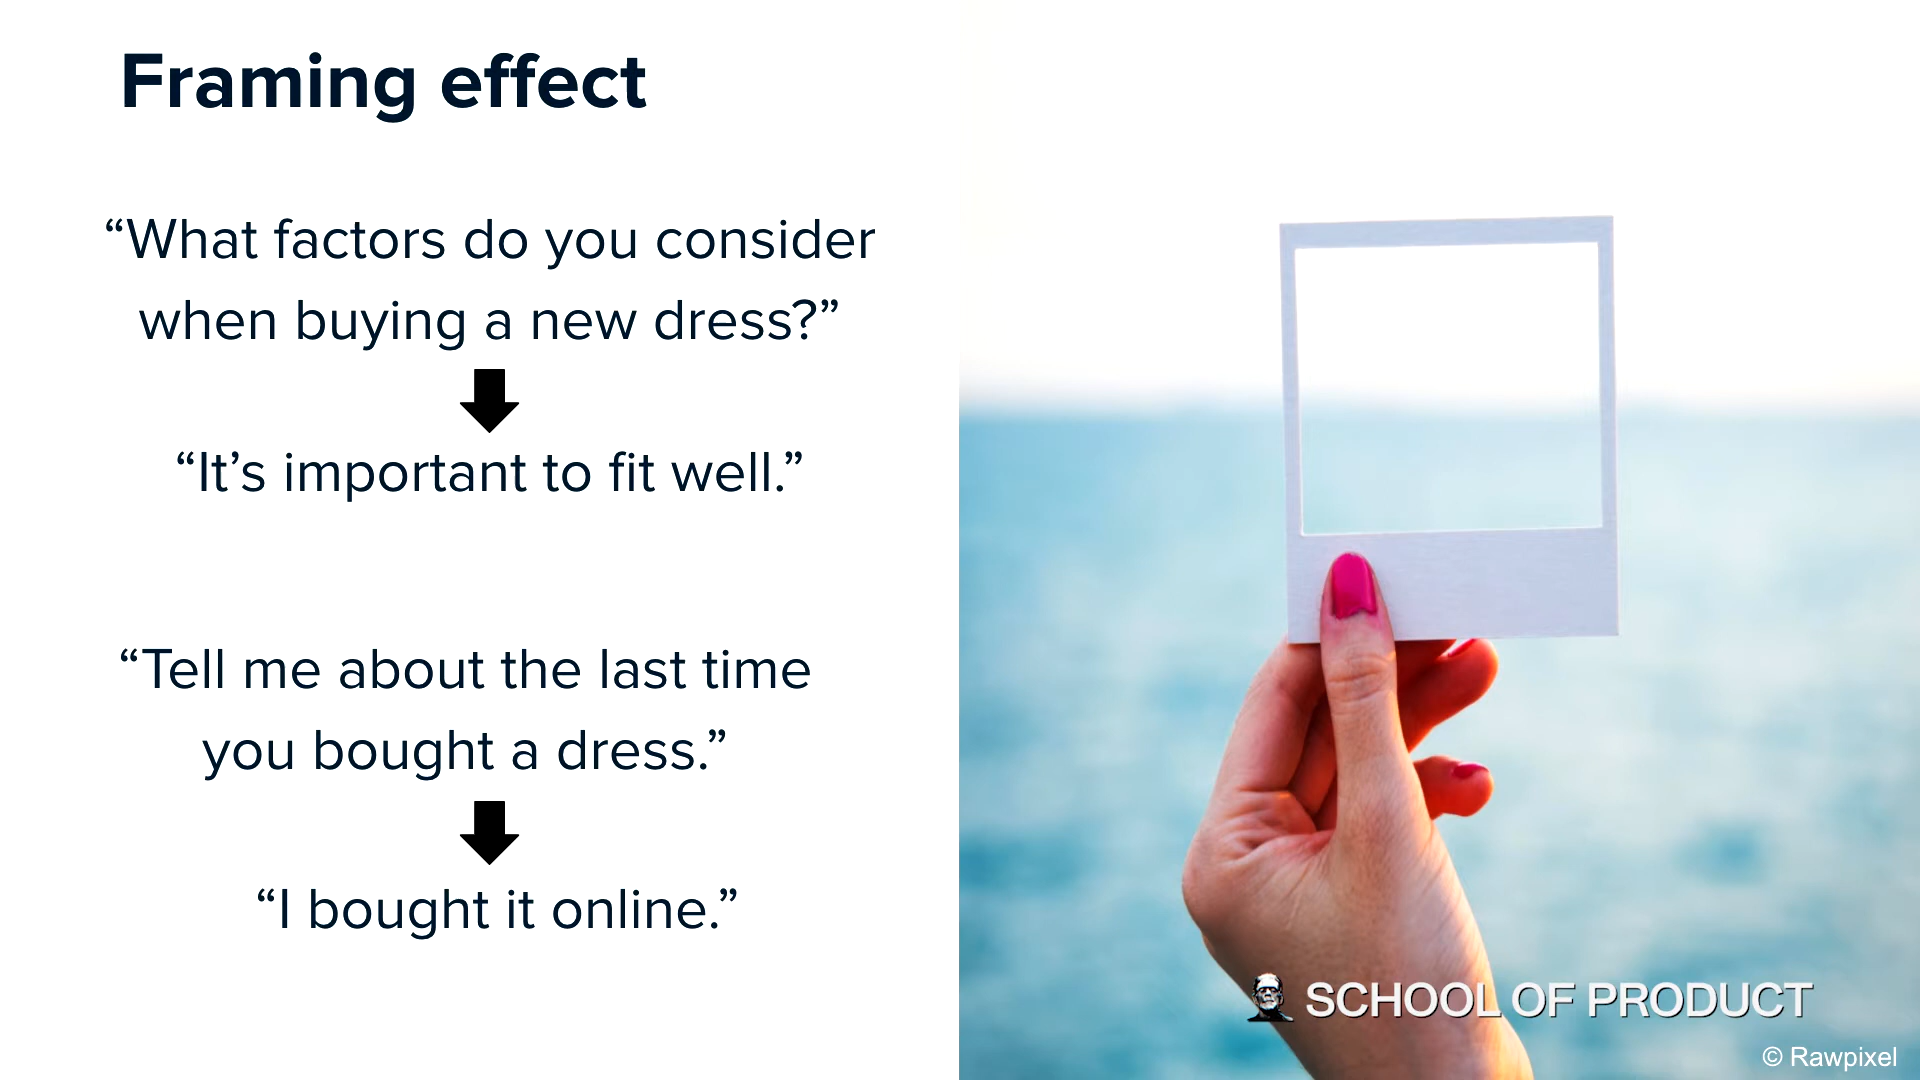 Framing effect
“What factors do you consider
when buying a new dress?”
“It’s important to fit well.”
“Tell me about the last time
you bought a dress.”
“I bought it online.”
SCHOOL OF PRODUCT
© Rawpixel